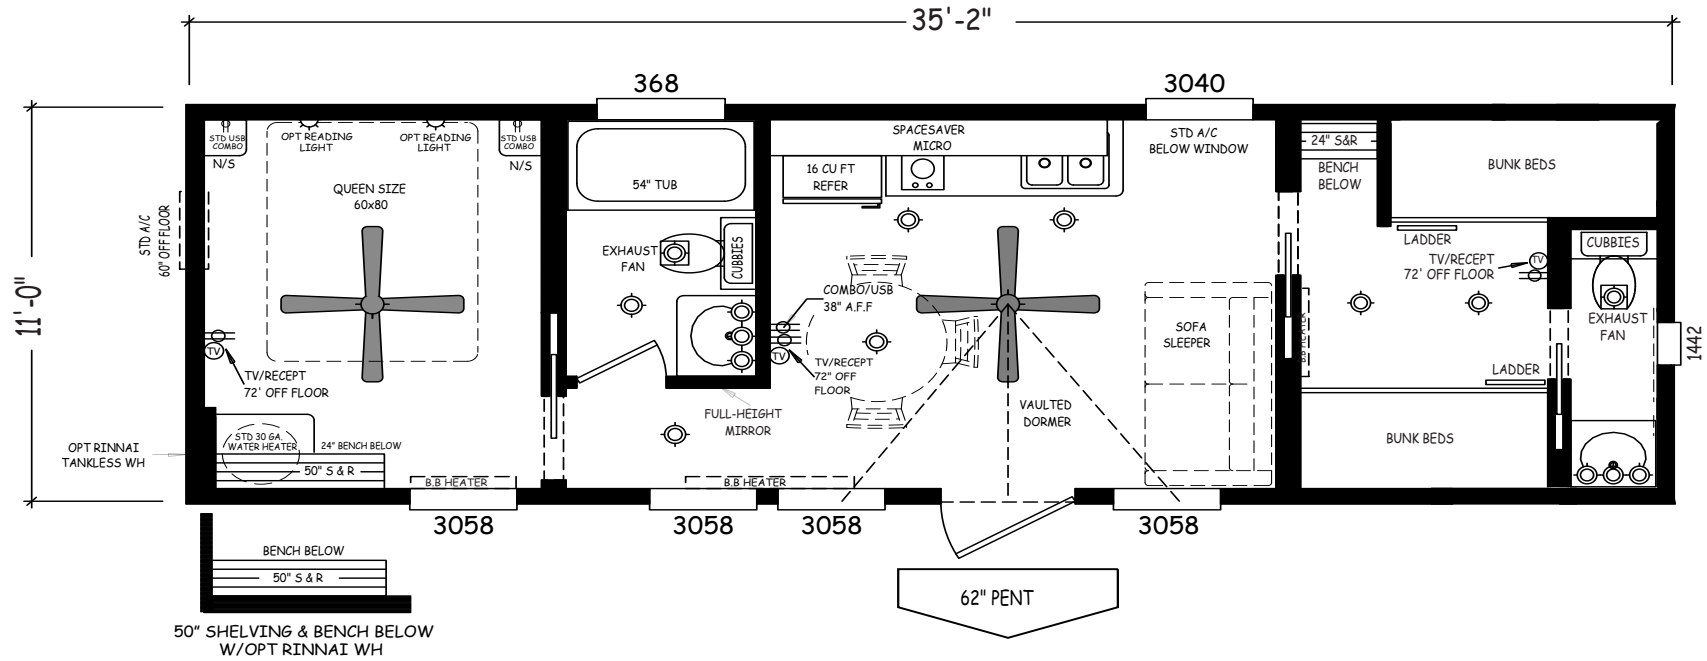 35'-2"
368
3040
11'-0"
STD USB
COMBO
N/S
OPT READING
LIGHT
OPT READING
LIGHT
STD USB
COMBO
N/S
QUEEN SIZE
60x80
STD A/C
60" OFF FLOOR
TV
TV/RECEPT
72' OFF FLOOR
OPT RINNAI
TANKLESS WH
STD 30 GA.
WATER HEATER
24" BENCH BELOW
50" S & R
B.B HEATER
54" TUB
EXHAUST
FAN
CUBBIES
FULL-HEIGHT
MIRROR
SPACESAVER
MICRO
16 CU FT
REFER
STD A/C
BELOW WINDOW
COMBO/USB
38" A.F.F
TV
TV/RECEPT
72" OFF
FLOOR
VAULTED
DORMER
SOFA
SLEEPER
B.B HEATER
B.B HEATER
24" S&R
BENCH
BELOW
BUNK BEDS
LADDER
TV/RECEPT
72' OFF FLOOR
TV
CUBBIES
EXHAUST
FAN
1442
LADDER
BUNK BEDS
3058
3058
3058
3058
62" PENT
BENCH BELOW
50" S & R
50" SHELVING & BENCH BELOW
W/OPT RINNAI WH